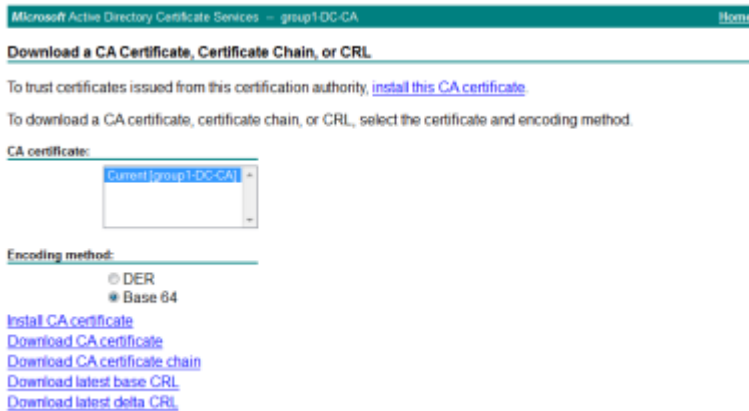 Microsoft Active Directory Certificate Services -- group1-DC-CA Home
Download a CA Certificate, Certificate Chain, or CRL
To trust certificates issued from this certification authority, install this CA certificate.
To download a CA certificate, certificate chain, or CRL, select the certificate and encoding method.
CA certificate:
Current [group1-DC-CA]
Encoding method:
DER
Base 64
Install CA certificate
Download CA certificate
Download CA certificate chain
Download latest base CRL
Download latest delta CRL